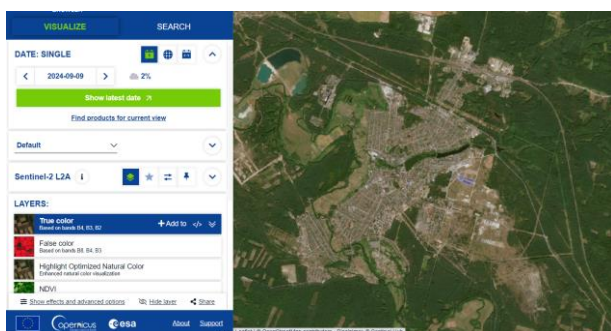 VISUALIZE
SEARCH
DATE: SINGLE
2024-09-09
2%
Show latest date
Find products for current view
Default
Sentinel-2 L2A
LAYERS:
True color
Based on bands B4, B3, B2
Add to
False color
Based on bands B8, B4, B3
Highlight Optimized Natural Color
Enhanced natural color visualization
NDVI
Show effects and advanced options
Hide layer
Share
opernicus
esa
About
Support